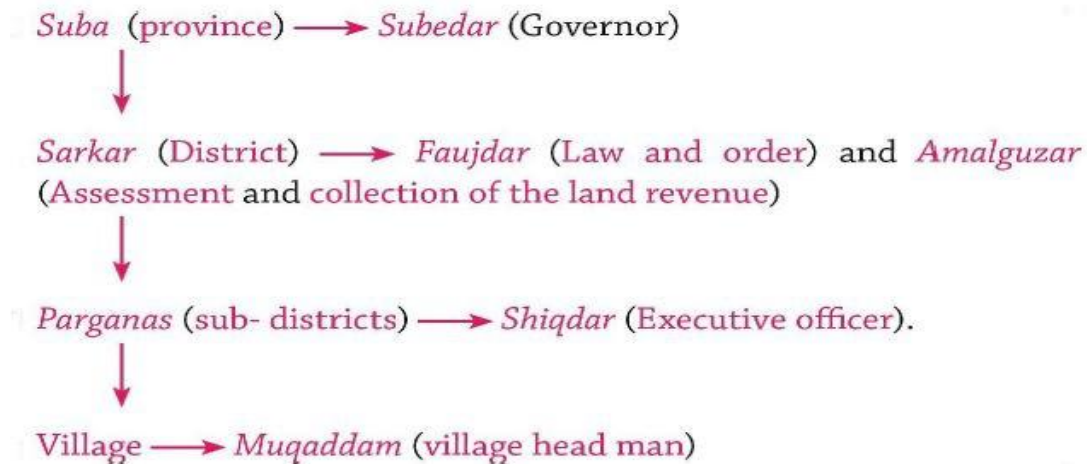 Suba (province) ⟶ Subedar (Governor)
Sarkar (District) ⟶ Faujdar (Law and order) and Amalguzar
(Assessment and collection of the land revenue)
Parganas (sub- districts) ⟶ Shiqdar (Executive officer).
Village ⟶ Muqaddam (village head man)